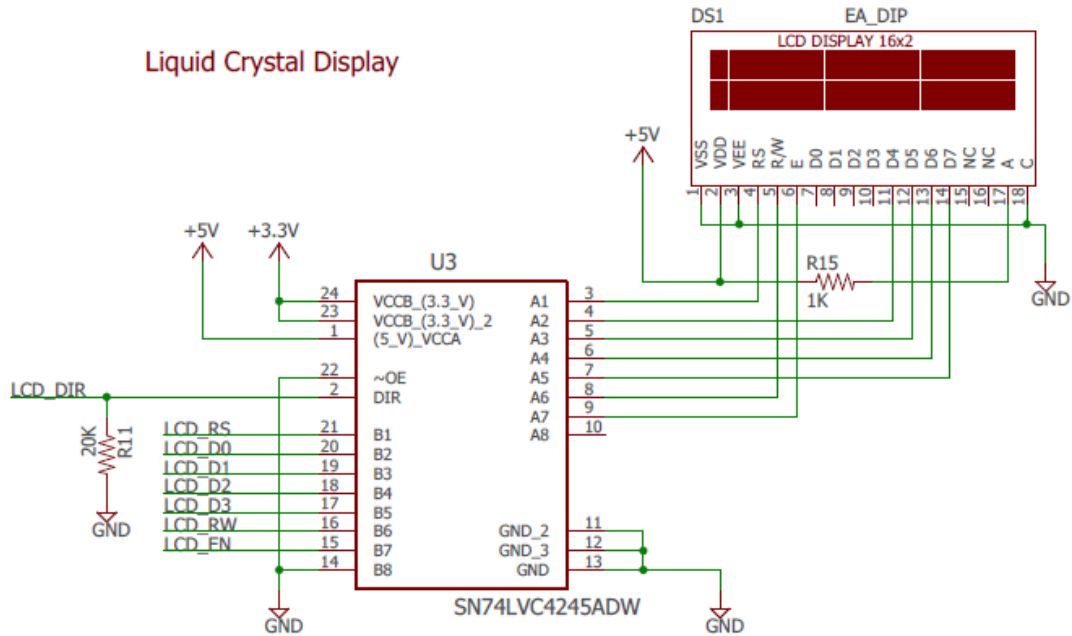 DS1 EA_DIP
LCD DISPLAY 16x2
Liquid Crystal Display
+5V
VSS VDD VEE RS R/W E D0 D1 D2 D3 D4 D5 D6 D7 NC NC A C
1 2 3 4 5 6 7 8 9 10 11 12 13 14 15 16 17 18
+5V +3.3V
U3
R15
1K
GND
24 VCCB_(3.3_V) A1 3
23 VCCB_(3.3_V)_2 A2 4
1 (5_V)_VCCA A3 5
A4 6
22 ~OE A5 7
LCD_DIR 2 DIR A6 8
A7 9
LCD_RS 21 B1 A8 10
LCD_D0 20 B2
LCD_D1 19 B3
LCD_D2 18 B4
LCD_D3 17 B5
LCD_RW 16 B6 GND_2 11
LCD_EN 15 B7 GND_3 12
14 B8 GND 13
20K
R11
GND
SN74LVC4245ADW
GND
GND